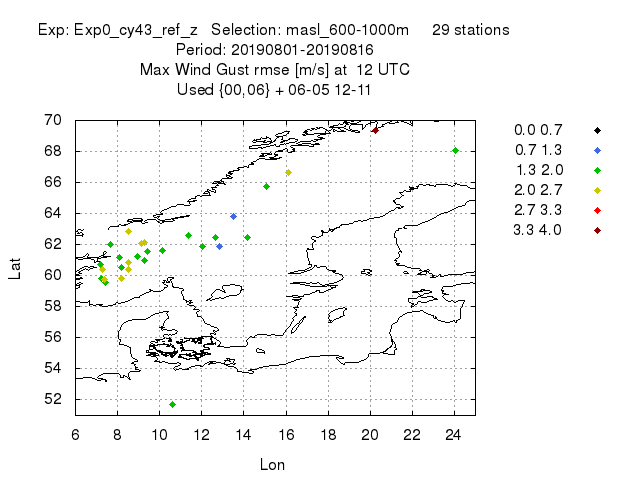 Exp: Exp0_cy43_ref_z   Selection: masl_600-1000m     29 stations
Period: 20190801-20190816
Max Wind Gust rmse [m/s] at  12 UTC
Used {00,06} + 06-05 12-11
70
68
66
64
62
60
58
56
54
52
Lat
6 8 10 12 14 16 18 20 22 24
Lon
0.0 0.7
0.7 1.3
1.3 2.0
2.0 2.7
2.7 3.3
3.3 4.0